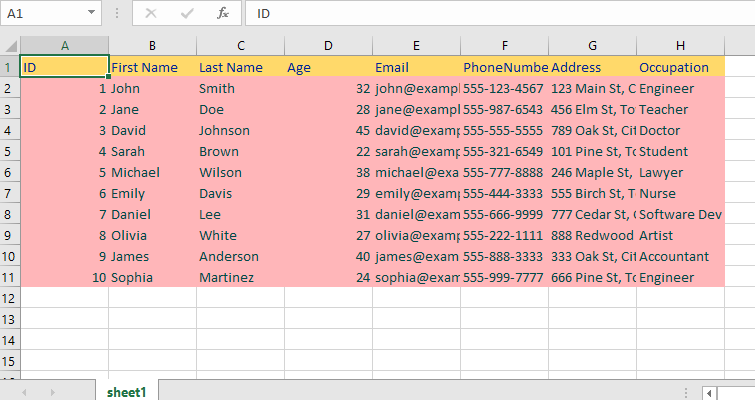 A1 fx ID
A B C D E F G H
1 ID First Name Last Name Age Email PhoneNumbe Address Occupation
2 1 John Smith 32 john@exampl 555-123-4567 123 Main St, C Engineer
3 2 Jane Doe 28 jane@exampl 555-987-6543 456 Elm St, To Teacher
4 3 David Johnson 45 david@exam 555-555-5555 789 Oak St, Cit Doctor
5 4 Sarah Brown 22 sarah@exam 555-321-6549 101 Pine St, To Student
6 5 Michael Wilson 38 michael@exa 555-777-8888 246 Maple St, Lawyer
7 6 Emily Davis 29 emily@exam 555-444-3333 555 Birch St, T Nurse
8 7 Daniel Lee 31 daniel@exam 555-666-9999 777 Cedar St, Software Dev
9 8 Olivia White 27 olivia@exam 555-222-1111 888 Redwood Artist
10 9 James Anderson 40 james@exam 555-888-3333 333 Oak St, Cit Accountant
11 10 Sophia Martinez 24 sophia@exam 555-999-7777 666 Pine St, To Engineer
12
13
14
15
sheet1